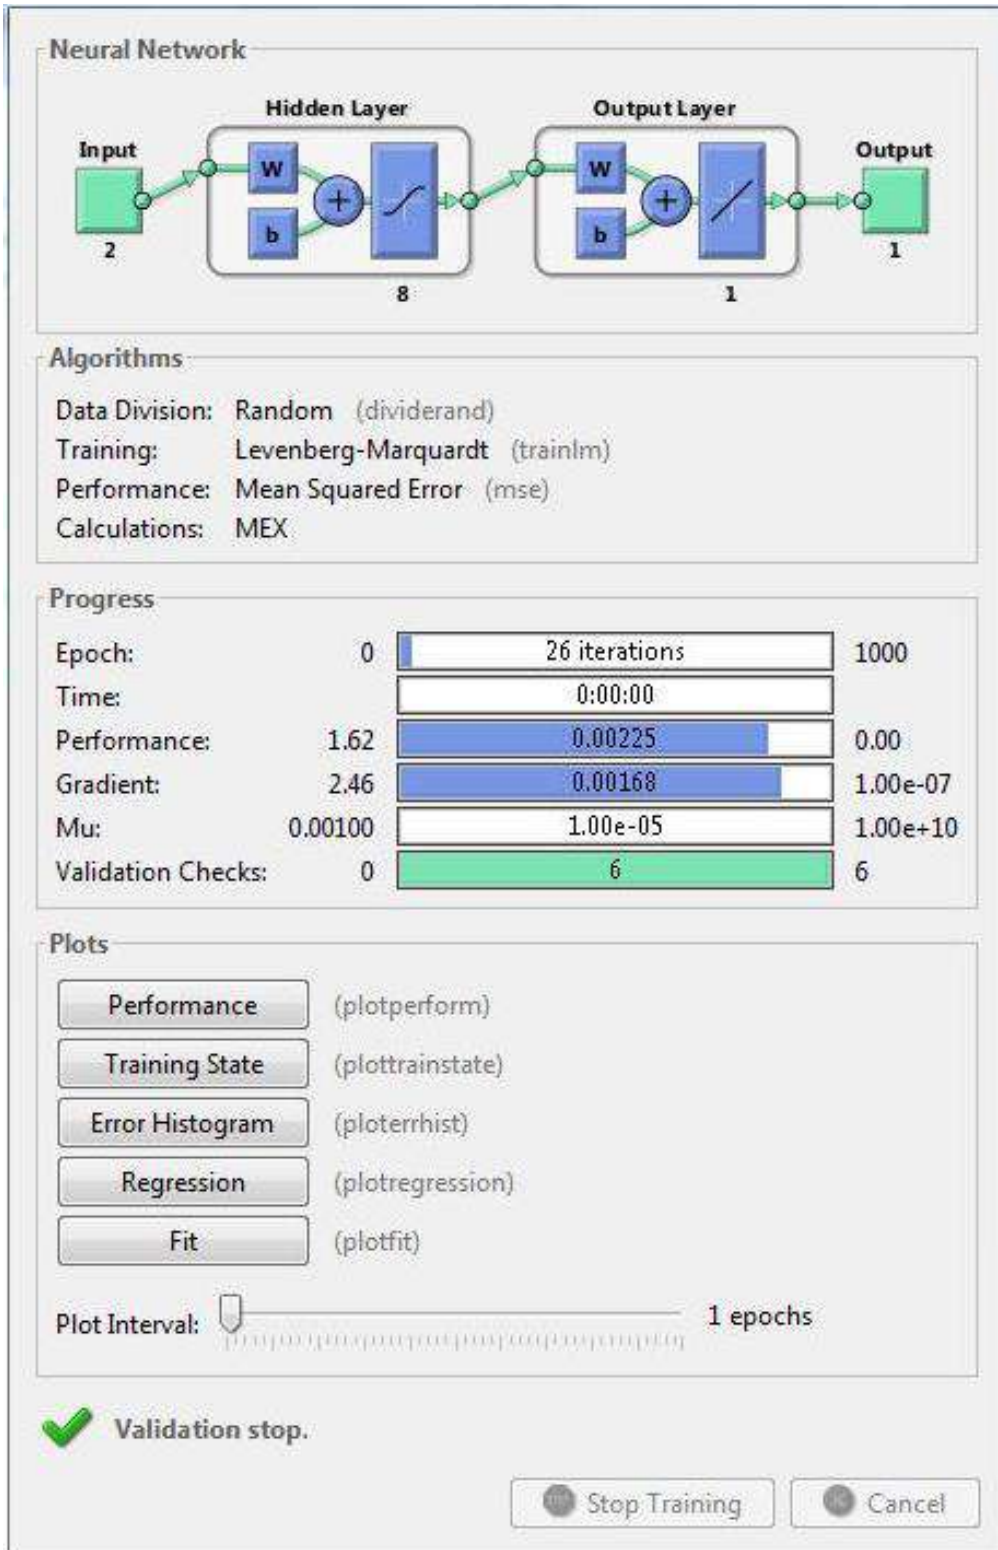 Neural Network
Hidden Layer
Output Layer
Input
Output
W
W
b
b
2
1
8
1
Algorithms
Data Division: Random (dividerand)
Training: Levenberg-Marquardt (trainlm)
Performance: Mean Squared Error (mse)
Calculations: MEX
Progress
Epoch: 0 26 iterations 1000
Time: 0:00:00
Performance: 1.62 0.00225 0.00
Gradient: 2.46 0.00168 1.00e-07
Mu: 0.00100 1.00e-05 1.00e+10
Validation Checks: 0 6 6
Plots
Performance (plotperform)
Training State (plottrainstate)
Error Histogram (ploterrhist)
Regression (plotregression)
Fit (plotfit)
Plot Interval: 1 epochs
Validation stop.
Stop Training Cancel